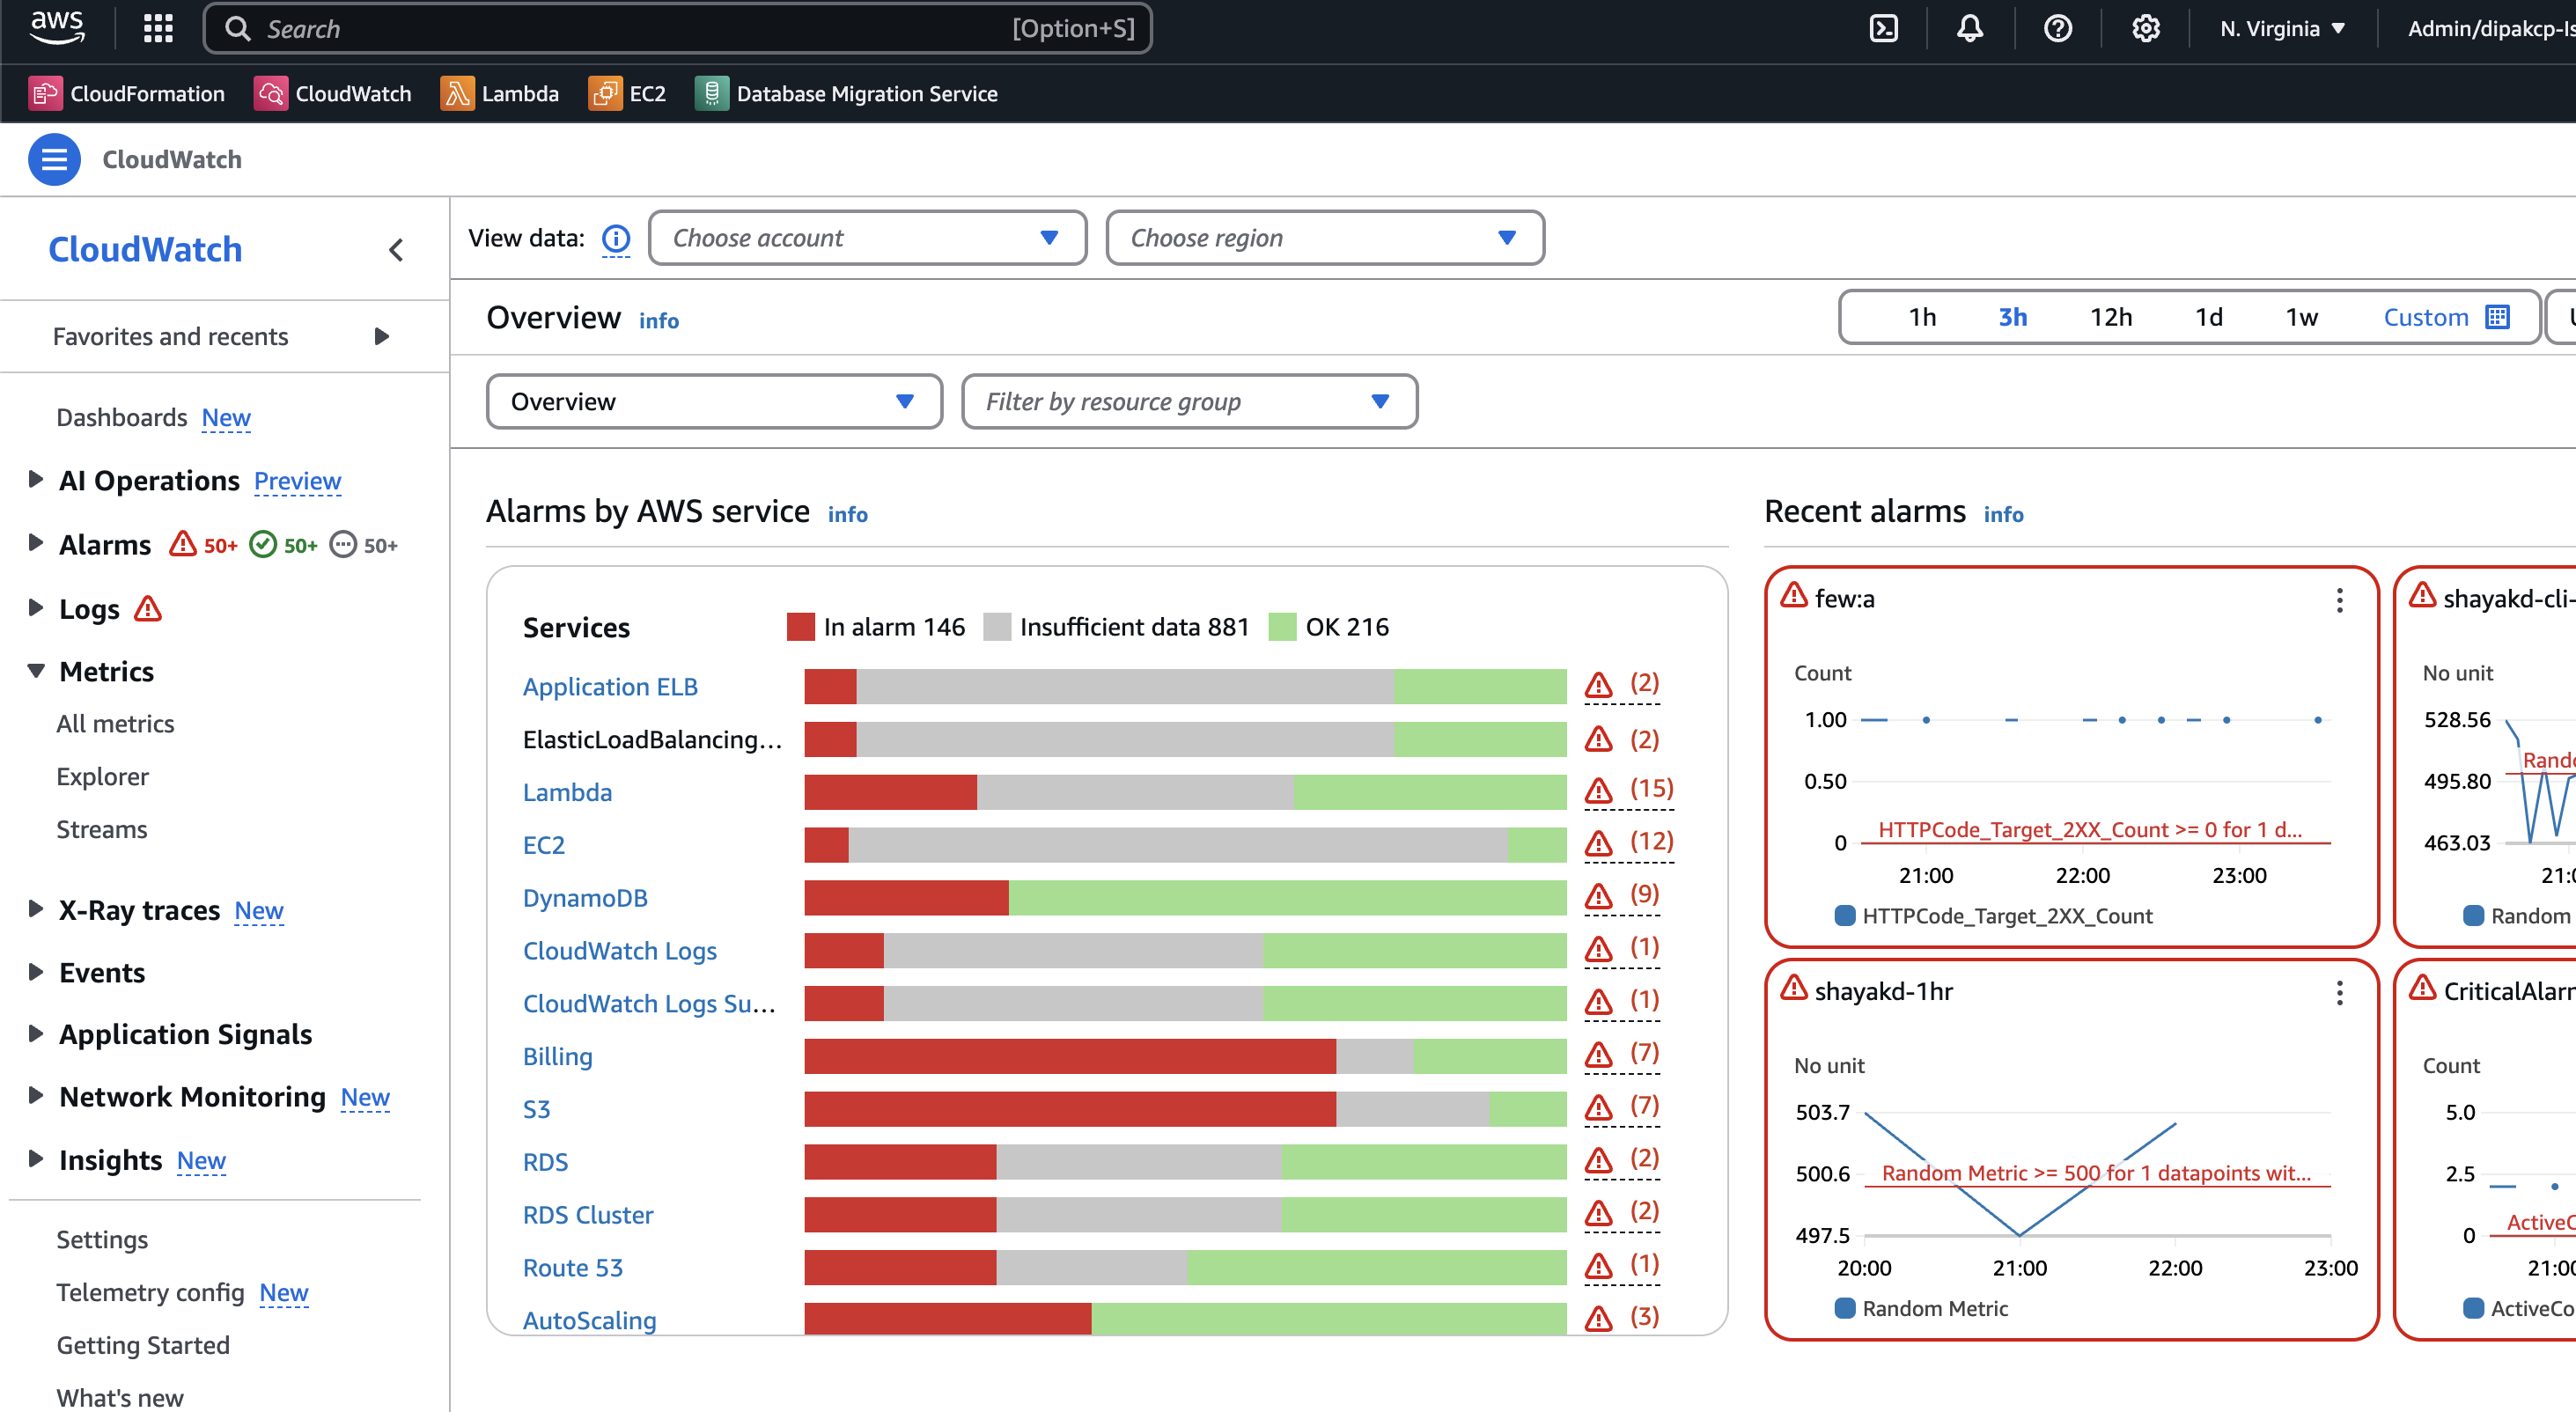 aws
Search [Option+S]
N. Virginia
Admin/dipakcp-Is
CloudFormation CloudWatch Lambda EC2 Database Migration Service
CloudWatch
CloudWatch
Favorites and recents
Dashboards New
AI Operations Preview
Alarms 50+ 50+ 50+
Logs
Metrics
All metrics
Explorer
Streams
X-Ray traces New
Events
Application Signals
Network Monitoring New
Insights New
Settings
Telemetry config New
Getting Started
What's new
View data: Choose account Choose region
Overview info
1h 3h 12h 1d 1w Custom
Overview Filter by resource group
Alarms by AWS service info
Services In alarm 146 Insufficient data 881 OK 216
Application ELB (2)
ElasticLoadBalancing... (2)
Lambda (15)
EC2 (12)
DynamoDB (9)
CloudWatch Logs (1)
CloudWatch Logs Su... (1)
Billing (7)
S3 (7)
RDS (2)
RDS Cluster (2)
Route 53 (1)
AutoScaling (3)
Recent alarms info
few:a
Count
1.00
0.50
HTTPCode_Target_2XX_Count >= 0 for 1 d...
0
21:00 22:00 23:00
HTTPCode_Target_2XX_Count
shayakd-cli-
No unit
528.56
Rando
495.80
463.03
21:0
Random
shayakd-1hr
No unit
503.7
500.6
Random Metric >= 500 for 1 datapoints wit...
497.5
20:00 21:00 22:00 23:00
Random Metric
CriticalAlarm
Count
5.0
2.5
ActiveC
0
21:00
ActiveCo